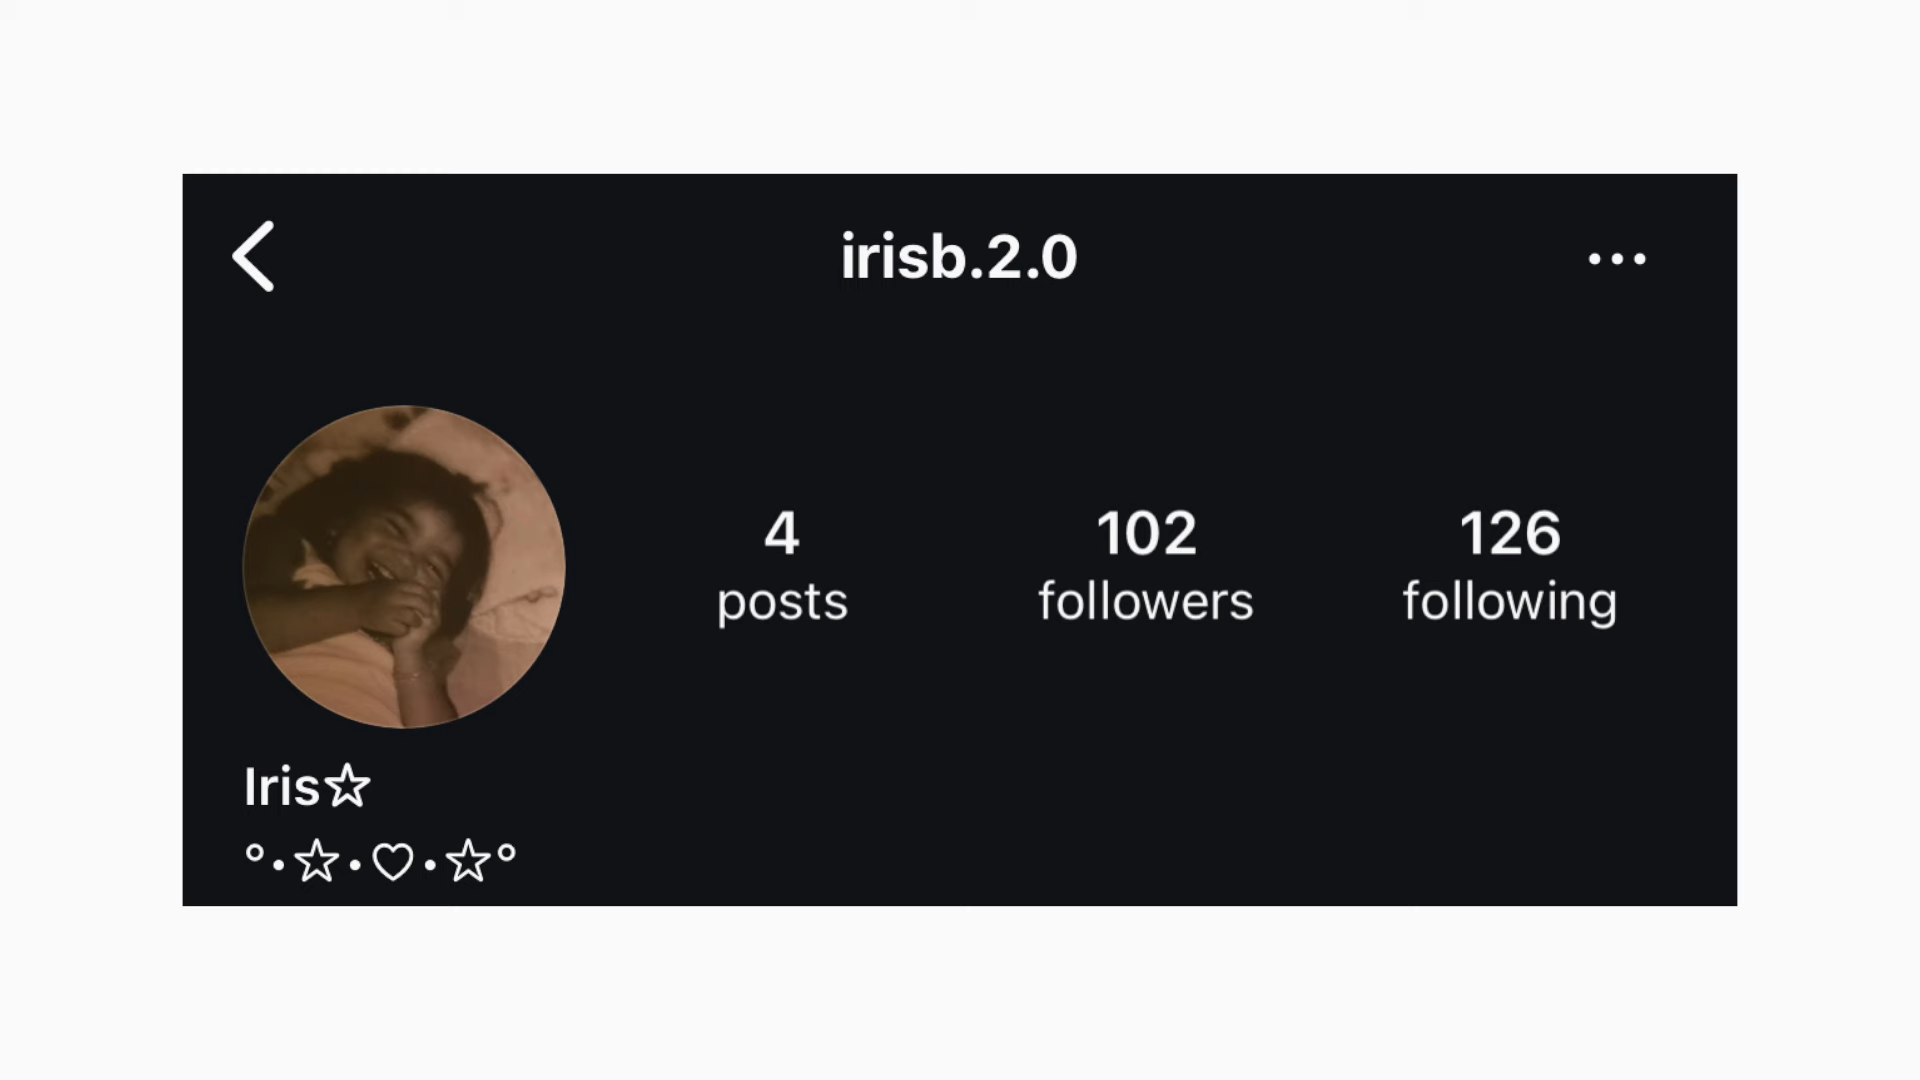 irisb.2.0
4 102 126
posts followers following
Iris☆
°•☆•♡•☆°